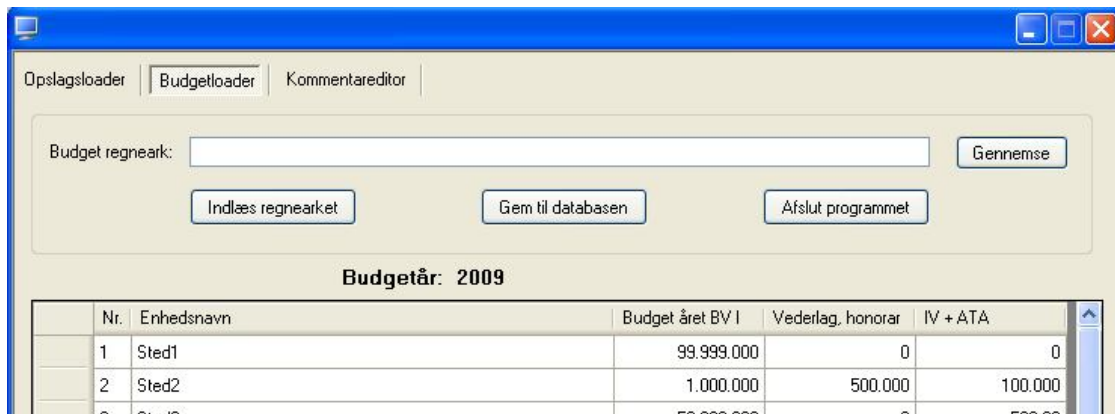 Opslagsloader Budgetloader Kommentareditor
Budget regneark: Gennemse
Indlæs regnearket Gem til databasen Afslut programmet
Budgetår: 2009
Nr. Enhedsnavn Budget året BV I Vederlag, honorar IV + ATA
1 Sted1 99.999.000 0 0
2 Sted2 1.000.000 500.000 100.000